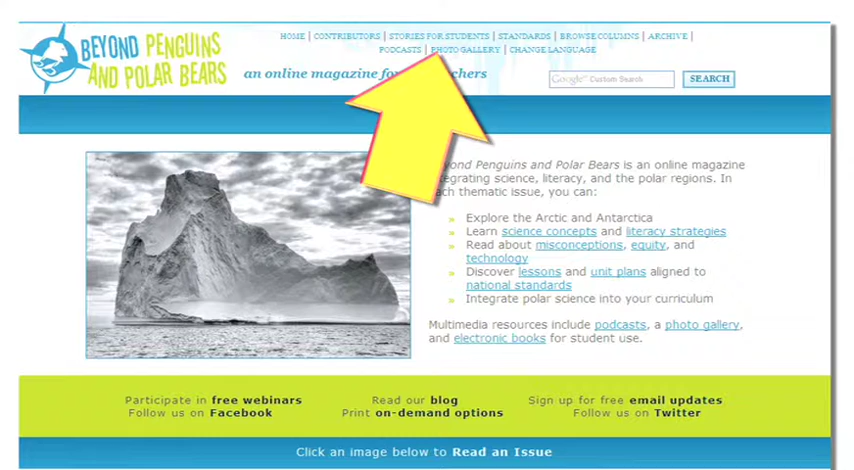 BEYOND PENGUINS
AND POLAR BEARS
HOME | CONTRIBUTORS | STORIES FOR STUDENTS | STANDARDS | BROWSE COLUMNS | ARCHIVE |
PODCASTS | PHOTO GALLERY | CHANGE LANGUAGE
an online magazine for chers
Google™ Custom Search
SEARCH
yond Penguins and Polar Bears is an online magazine
tegrating science, literacy, and the polar regions. In
ch thematic issue, you can:
» Explore the Arctic and Antarctica
» Learn science concepts and literacy strategies
» Read about misconceptions, equity, and
technology
» Discover lessons and unit plans aligned to
national standards
» Integrate polar science into your curriculum
Multimedia resources include podcasts, a photo gallery,
and electronic books for student use.
Participate in free webinars
Follow us on Facebook
Read our blog
Print on-demand options
Sign up for free email updates
Follow us on Twitter
Click an image below to Read an Issue